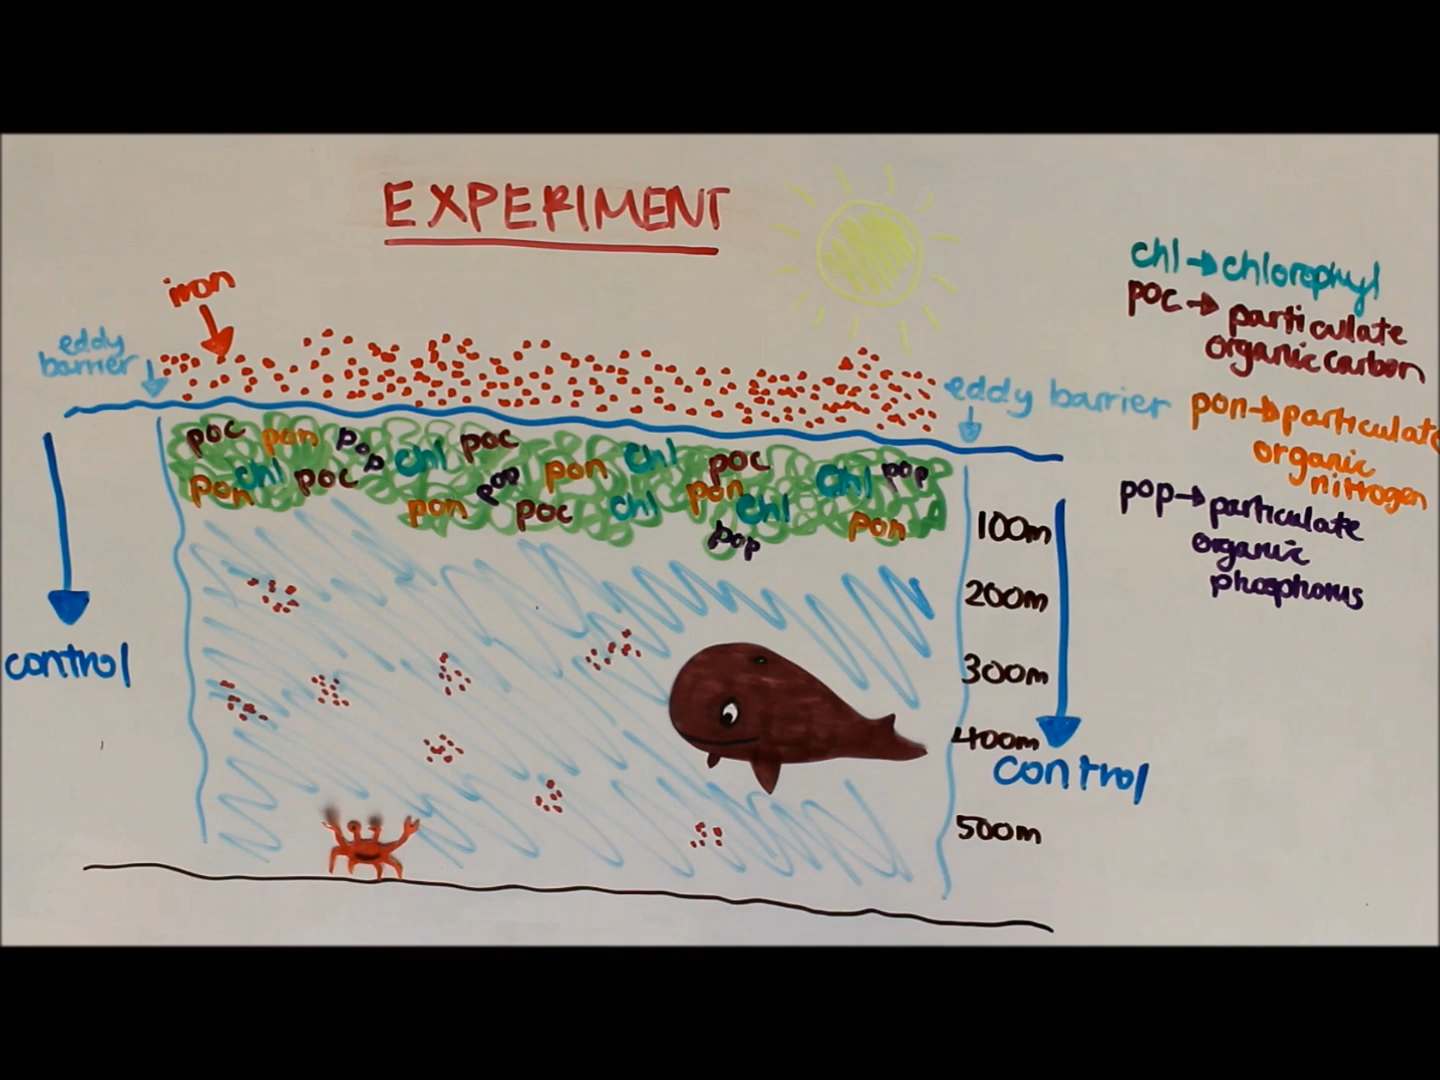 EXPERIMENT
iron
eddy
barrier
eddy barrier
chl → chlorophyl
poc → particulate
organic carbon
pon → particulate
organic
nitrogen
pop → particulate
organic
phosphorus
poc pon pop chl poc
pon chl poc pop pon chl poc chl pop
pon poc chl pon chl pon
pop
100m
200m
300m
400m
500m
control
control